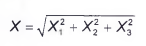 X = √(X₁² + X₂² + X₃²)